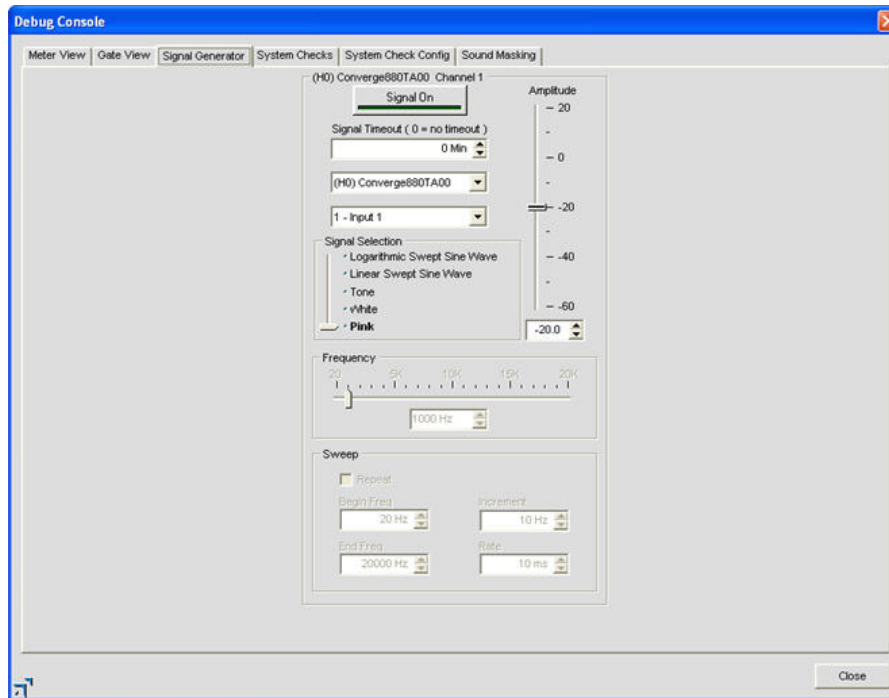 Debug Console
Meter View Gate View Signal Generator System Checks System Check Config Sound Masking
(H0) Converge880TA00 Channel 1
Signal On
Signal Timeout ( 0 = no timeout )
0 Min
(H0) Converge880TA00
1 - Input 1
Signal Selection
Logarithmic Swept Sine Wave
Linear Swept Sine Wave
Tone
White
Pink
Amplitude
20
0
-20
-40
-60
-20.0
Frequency
20 5K 10K 15K 20K
1000 Hz
Sweep
Repeat
Begin Freq Increment
20 Hz 10 Hz
End Freq Rate
20000 Hz 10 ms
Close